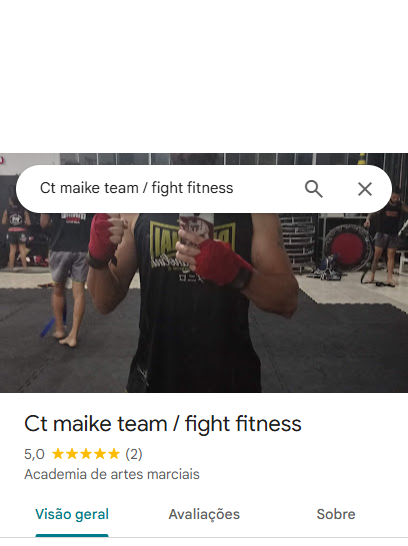 Ct maike team / fight fitness
Ct maike team / fight fitness
5,0 (2)
Academia de artes marciais
Visão geral
Avaliações
Sobre